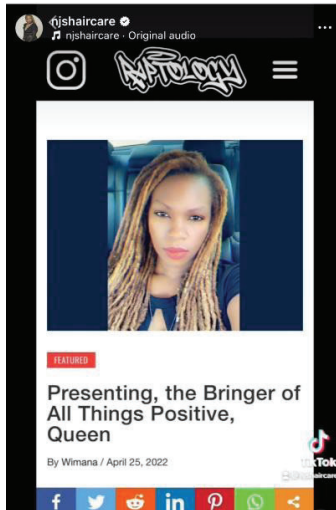 njshaircare
njshaircare · Original audio
RAPTOLOGY
FEATURED
Presenting, the Bringer of
All Things Positive,
Queen
By Wimana / April 25, 2022
TikTok